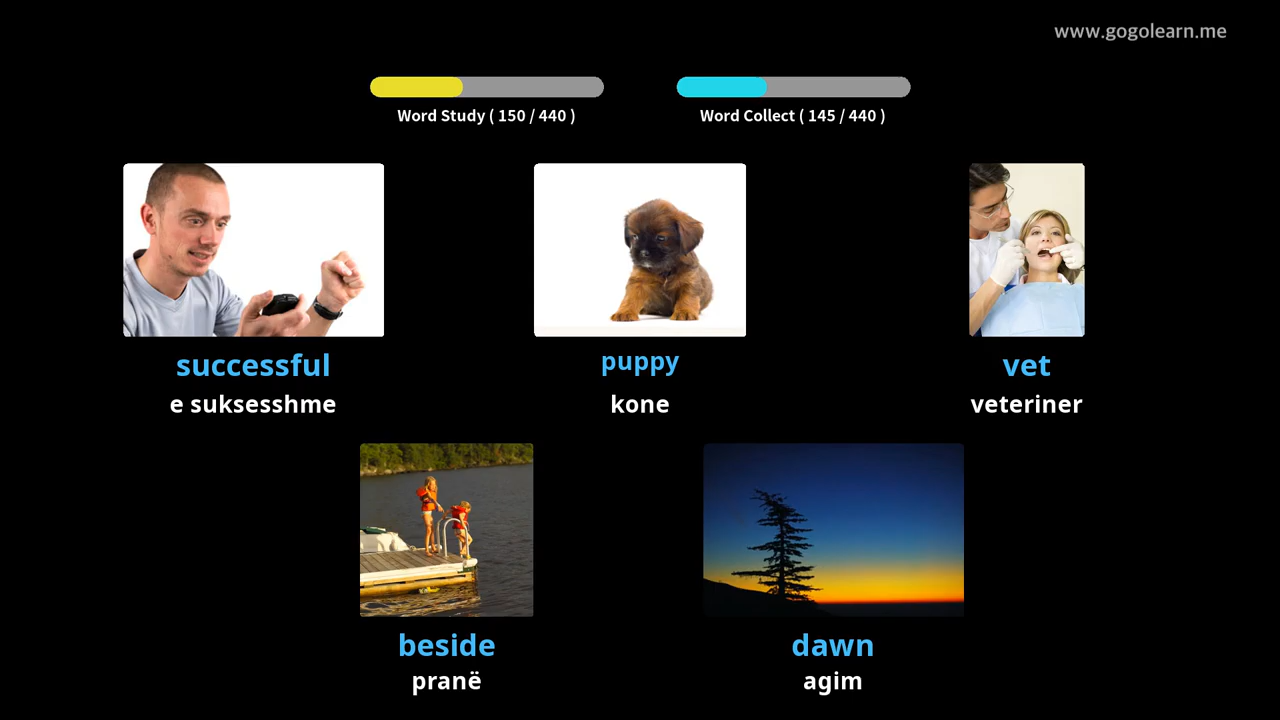 www.gogolearn.me
Word Study ( 150 / 440 )
Word Collect ( 145 / 440 )
successful
e suksesshme
puppy
kone
vet
veteriner
beside
pranë
dawn
agim